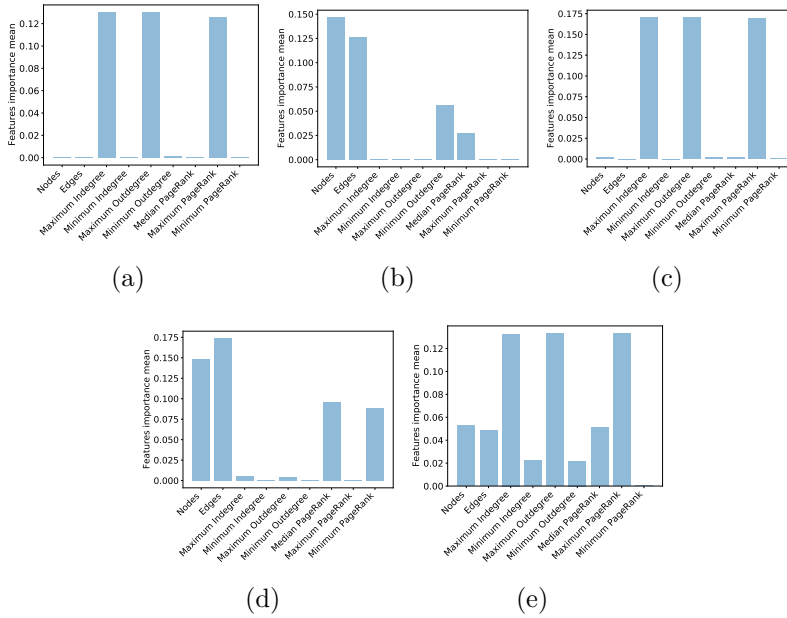 Features importance mean
0.12
0.10
0.08
0.06
0.04
0.02
0.00
Nodes
Edges
Maximum Indegree
Minimum Indegree
Maximum Outdegree
Minimum Outdegree
Median PageRank
Maximum PageRank
Minimum PageRank
(a)
Features importance mean
0.150
0.125
0.100
0.075
0.050
0.025
0.000
Nodes
Edges
Maximum Indegree
Minimum Indegree
Maximum Outdegree
Minimum Outdegree
Median PageRank
Maximum PageRank
Minimum PageRank
(b)
Features importance mean
0.175
0.150
0.125
0.100
0.075
0.050
0.025
0.000
Nodes
Edges
Maximum Indegree
Minimum Indegree
Maximum Outdegree
Minimum Outdegree
Median PageRank
Maximum PageRank
Minimum PageRank
(c)
Features importance mean
0.175
0.150
0.125
0.100
0.075
0.050
0.025
0.000
Nodes
Edges
Maximum Indegree
Minimum Indegree
Maximum Outdegree
Minimum Outdegree
Median PageRank
Maximum PageRank
Minimum PageRank
(d)
Features importance mean
0.12
0.10
0.08
0.06
0.04
0.02
0.00
Nodes
Edges
Maximum Indegree
Minimum Indegree
Maximum Outdegree
Minimum Outdegree
Median PageRank
Maximum PageRank
Minimum PageRank
(e)